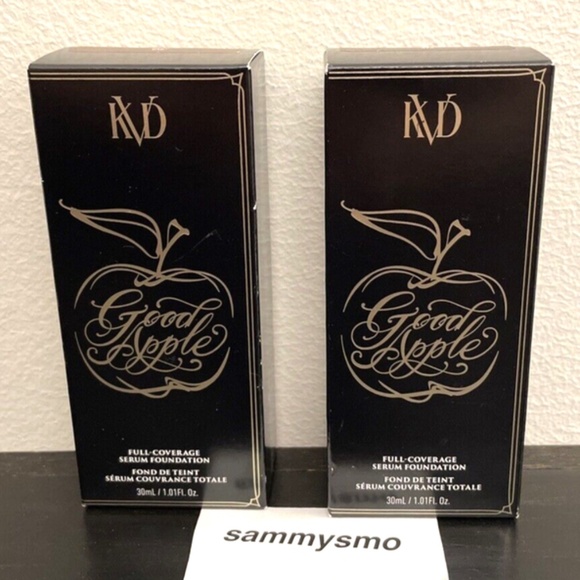 KVD
Good
Apple
FULL-COVERAGE
SERUM FOUNDATION
FOND DE TEINT
SÉRUM COUVRANCE TOTALE
30mL / 1.01FL. Oz.
KVD
Good
Apple
FULL-COVERAGE
SERUM FOUNDATION
FOND DE TEINT
SÉRUM COUVRANCE TOTALE
30mL / 1.01FL. Oz.
sammysmo